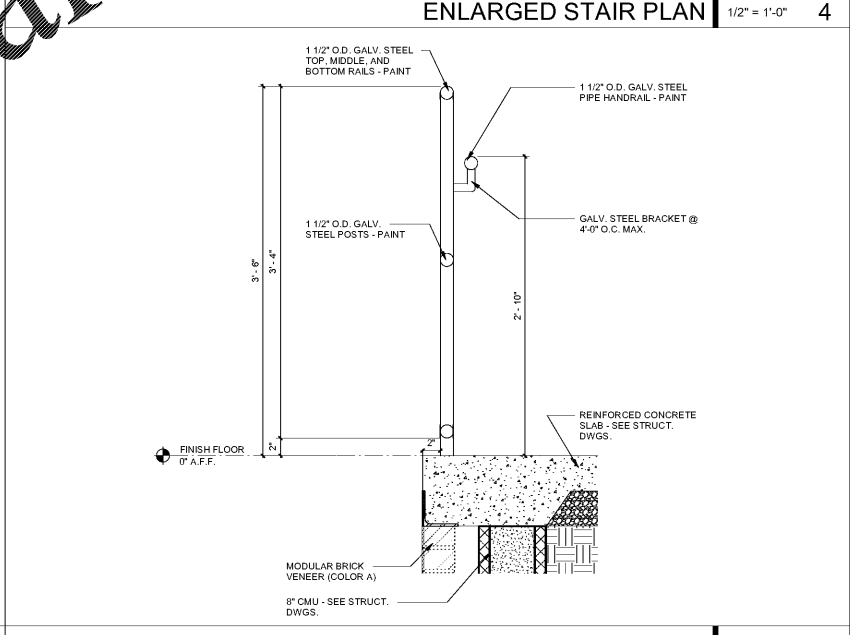 ENLARGED STAIR PLAN 1/2" = 1'-0" 4
1 1/2" O.D. GALV. STEEL
TOP, MIDDLE, AND
BOTTOM RAILS - PAINT
1 1/2" O.D. GALV. STEEL
PIPE HANDRAIL - PAINT
GALV. STEEL BRACKET @
4'-0" O.C. MAX.
1 1/2" O.D. GALV.
STEEL POSTS - PAINT
3' - 6"
3' - 4"
2' - 10"
REINFORCED CONCRETE
SLAB - SEE STRUCT.
DWGS.
2"
2"
FINISH FLOOR
0" A.F.F.
MODULAR BRICK
VENEER (COLOR A)
8" CMU - SEE STRUCT.
DWGS.